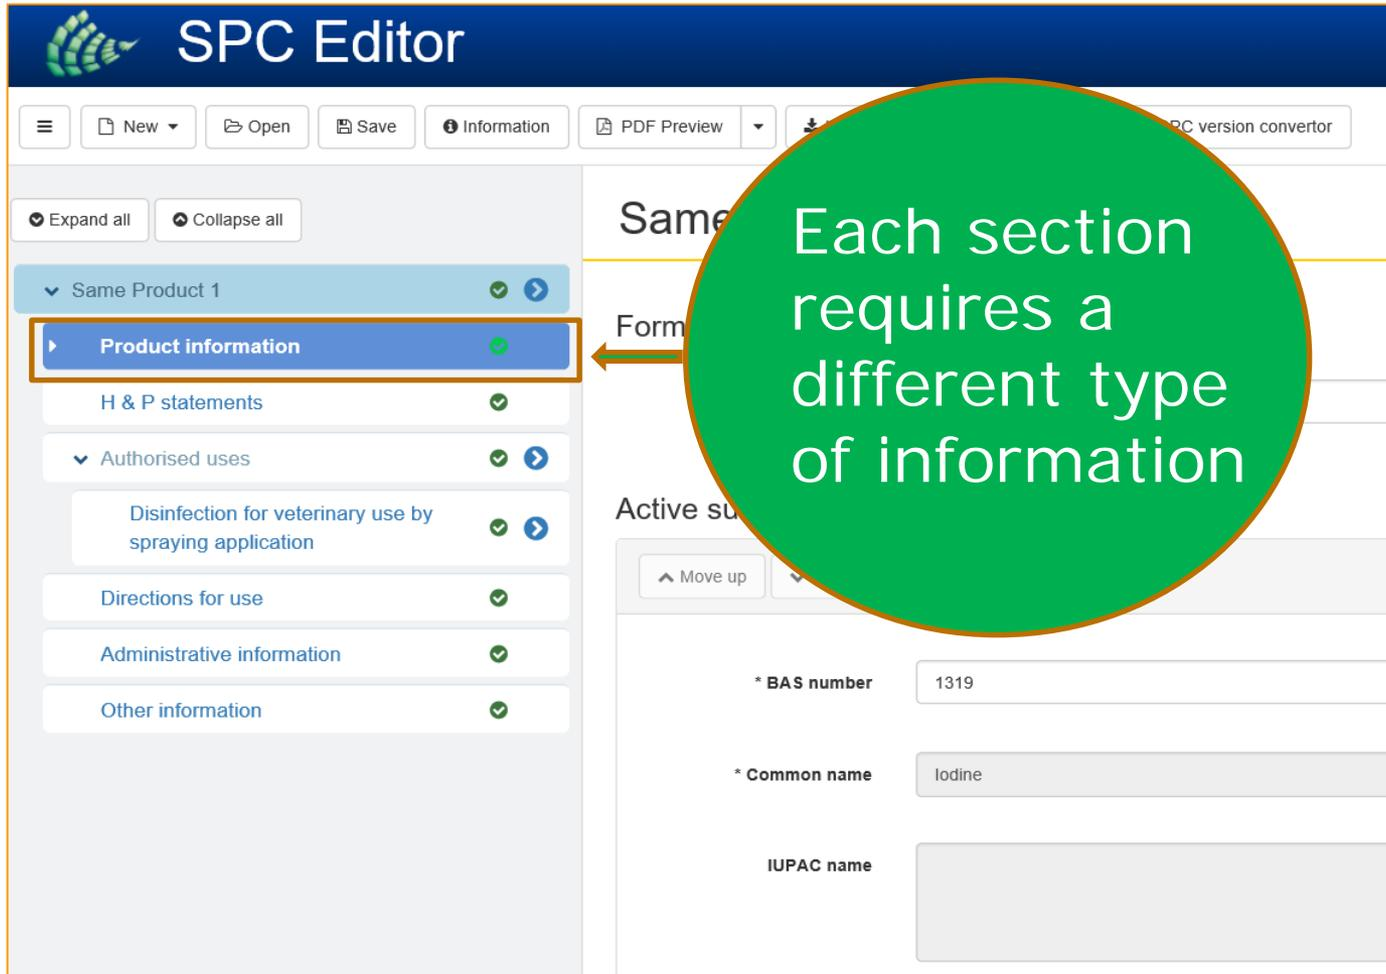 SPC Editor
New Open Save Information PDF Preview version convertor
Expand all Collapse all
Same Product 1
Product information
H & P statements
Authorised uses
Disinfection for veterinary use by
spraying application
Directions for use
Administrative information
Other information
Same
Form
Active su
Move up
* BAS number 1319
* Common name Iodine
IUPAC name
Each section
requires a
different type
of information